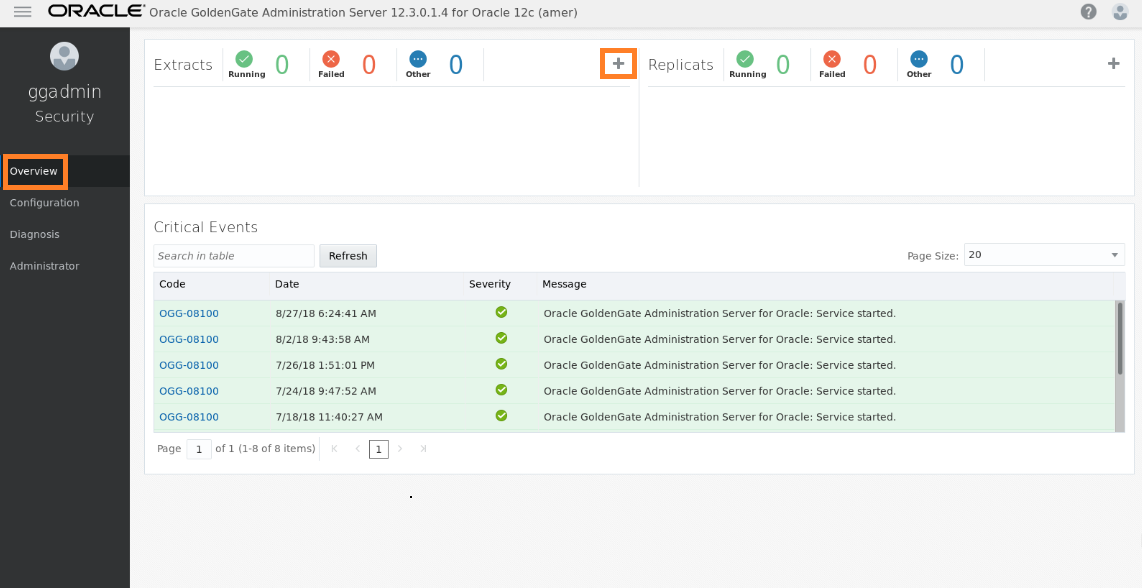 ORACLE Oracle GoldenGate Administration Server 12.3.0.1.4 for Oracle 12c (amer)
ggadmin
Security
Overview
Configuration
Diagnosis
Administrator
Extracts Running 0 Failed 0 Other 0
Replicats Running 0 Failed 0 Other 0
Critical Events
Search in table Refresh Page Size: 20
Code Date Severity Message
OGG-08100 8/27/18 6:24:41 AM Oracle GoldenGate Administration Server for Oracle: Service started.
OGG-08100 8/2/18 9:43:58 AM Oracle GoldenGate Administration Server for Oracle: Service started.
OGG-08100 7/26/18 1:51:01 PM Oracle GoldenGate Administration Server for Oracle: Service started.
OGG-08100 7/24/18 9:47:52 AM Oracle GoldenGate Administration Server for Oracle: Service started.
OGG-08100 7/18/18 11:40:27 AM Oracle GoldenGate Administration Server for Oracle: Service started.
Page 1 of 1 (1-8 of 8 items) 1